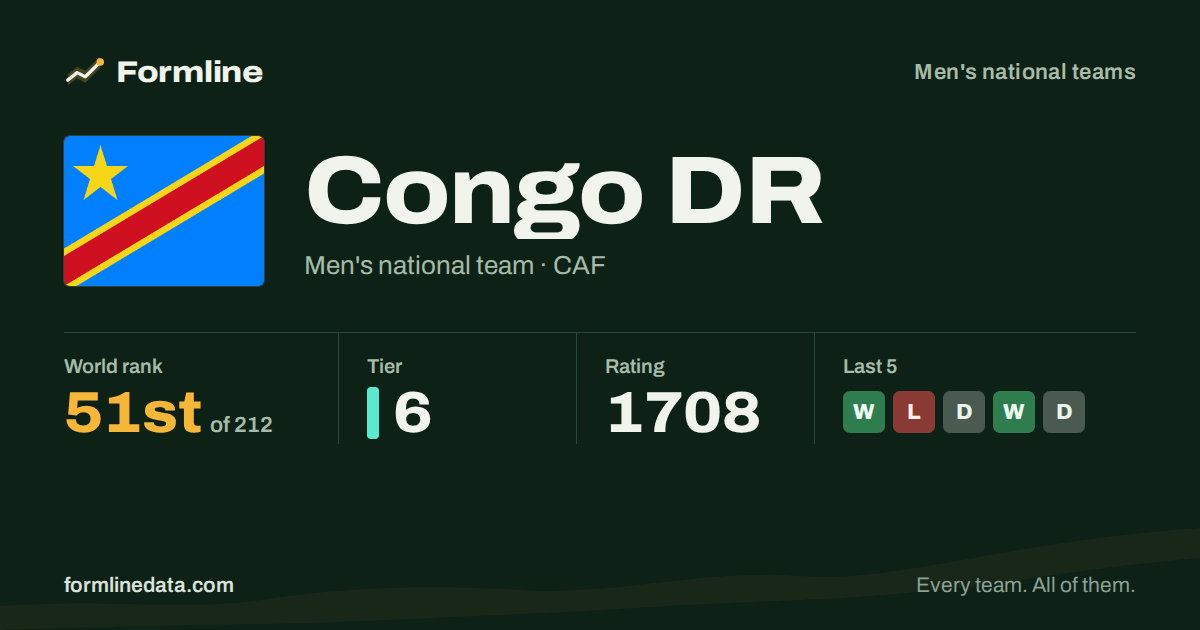 Formline
Men's national teams
Congo DR
Men's national team · CAF
World rank
51st of 212
Tier
6
Rating
1708
Last 5
W L D W D
formlinedata.com
Every team. All of them.